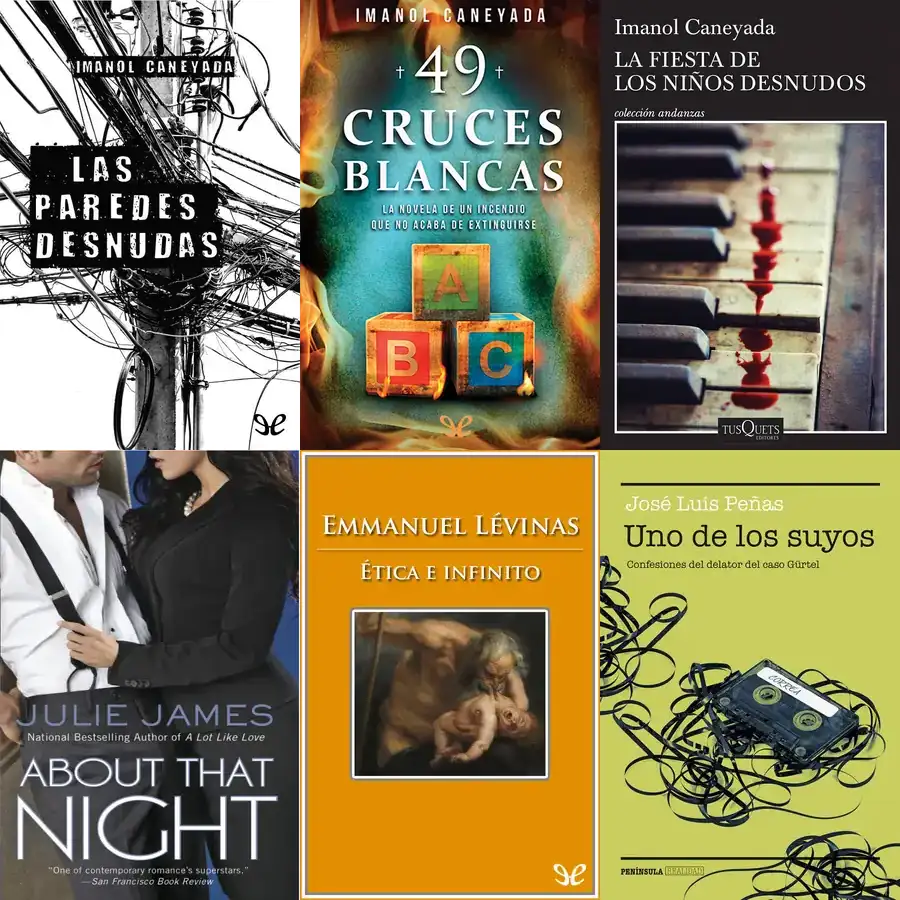 IMANOL CANEYADA
LAS
PAREDES
DESNUDAS
IMANOL CANEYADA
49
CRUCES
BLANCAS
LA NOVELA DE UN INCENDIO
QUE NO ACABA DE EXTINGUIRSE
A
B
C
Imanol Caneyada
LA FIESTA DE
LOS NIÑOS DESNUDOS
colección andanzas
TUSQUETS
EDITORES
JULIE JAMES
National Bestselling Author of A Lot Like Love
ABOUT THAT
NIGHT
“One of contemporary romance's superstars.”
—San Francisco Book Review
EMMANUEL LÉVINAS
ÉTICA E INFINITO
José Luis Peñas
Uno de los suyos
Confesiones del delator del caso Gürtel
CORREA
PENÍNSULA REALIDAD